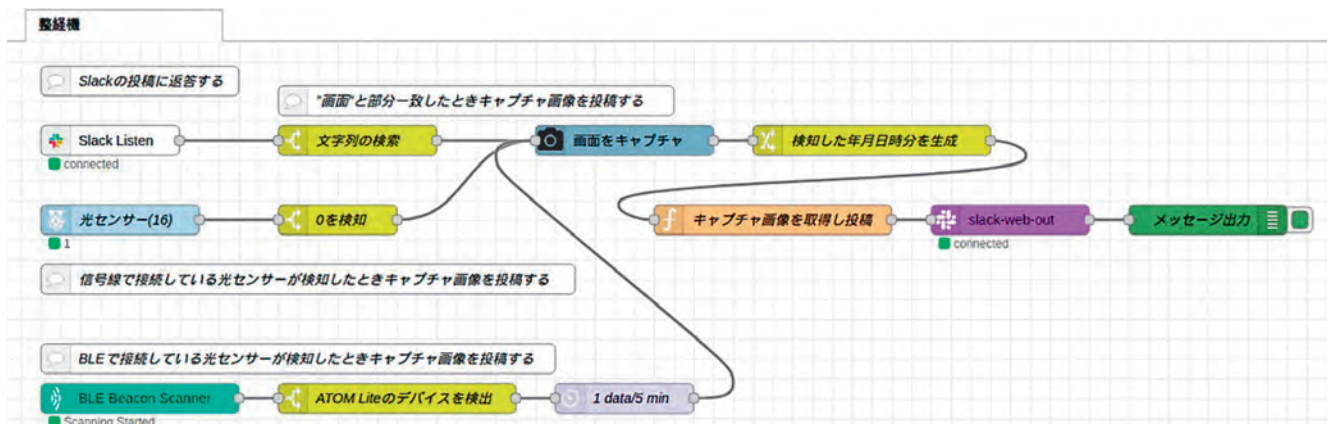 整経機
Slackの投稿に返答する
"画面"と部分一致したときキャプチャ画像を投稿する
Slack Listen
文字列の検索
画面をキャプチャ
検知した年月日時分を生成
connected
光センサー(16)
0を検知
キャプチャ画像を取得し投稿
slack-web-out
メッセージ出力
1
connected
信号線で接続している光センサーが検知したときキャプチャ画像を投稿する
BLEで接続している光センサーが検知したときキャプチャ画像を投稿する
BLE Beacon Scanner
ATOM Liteのデバイスを検出
1 data/5 min
Scanning Started